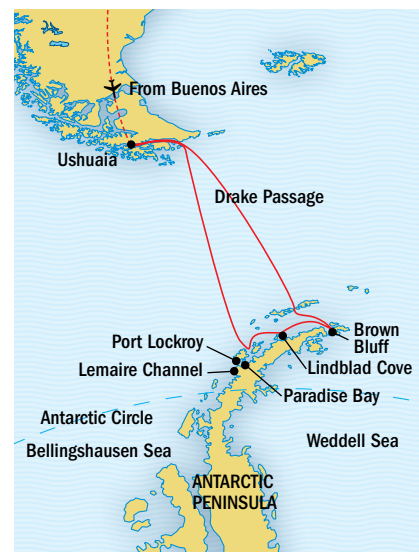 From Buenos Aires
Ushuaia
Drake Passage
Brown
Bluff
Port Lockroy
Lindblad Cove
Lemaire Channel
Paradise Bay
Antarctic Circle
Weddell Sea
Bellingshausen Sea
ANTARCTIC
PENINSULA